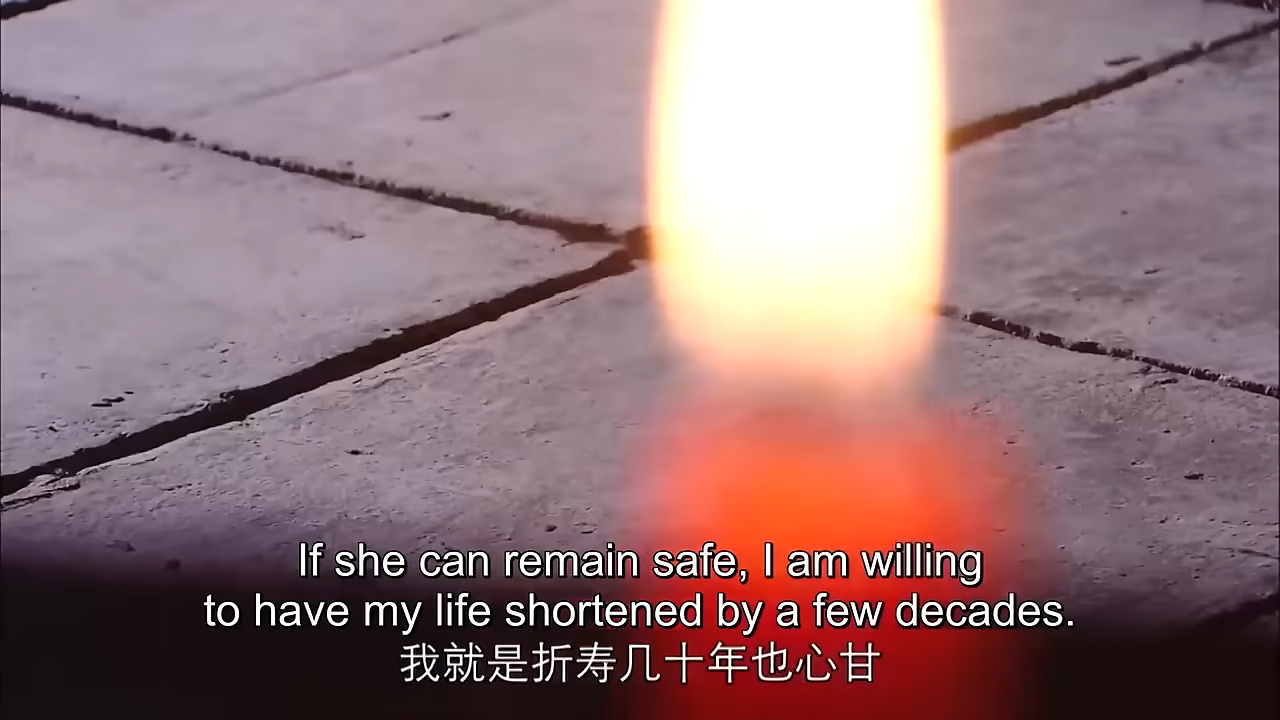 If she can remain safe, I am willing
to have my life shortened by a few decades.
我就是折寿几十年也心甘